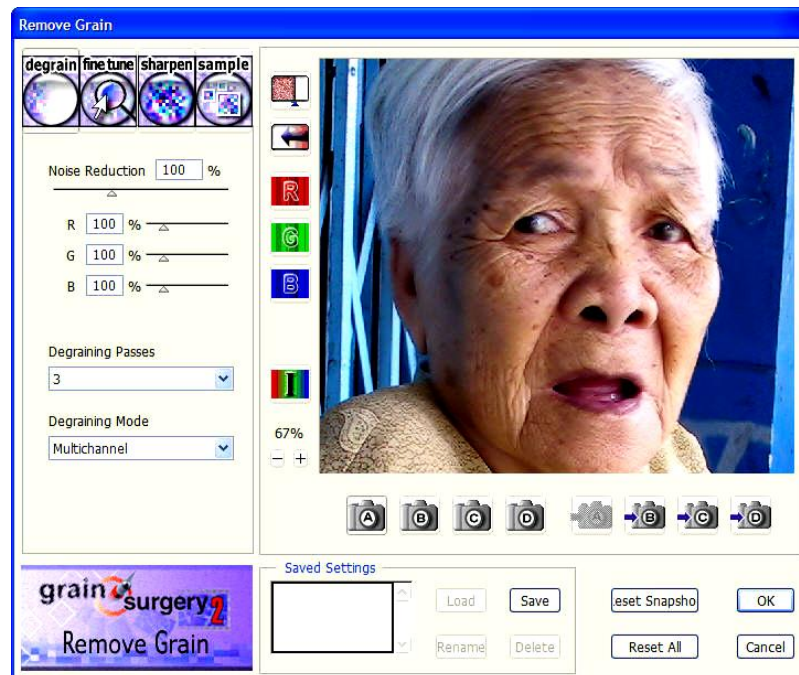 Remove Grain
degrain fine tune sharpen sample
Noise Reduction 100 %
R 100 %
G 100 %
B 100 %
Degraining Passes
3
Degraining Mode
Multichannel
R
G
B
I
67%
A B C D A B C D
grain surgery 2
Remove Grain
Saved Settings
Load Save
Rename Delete
.eset Snapsho OK
Reset All Cancel